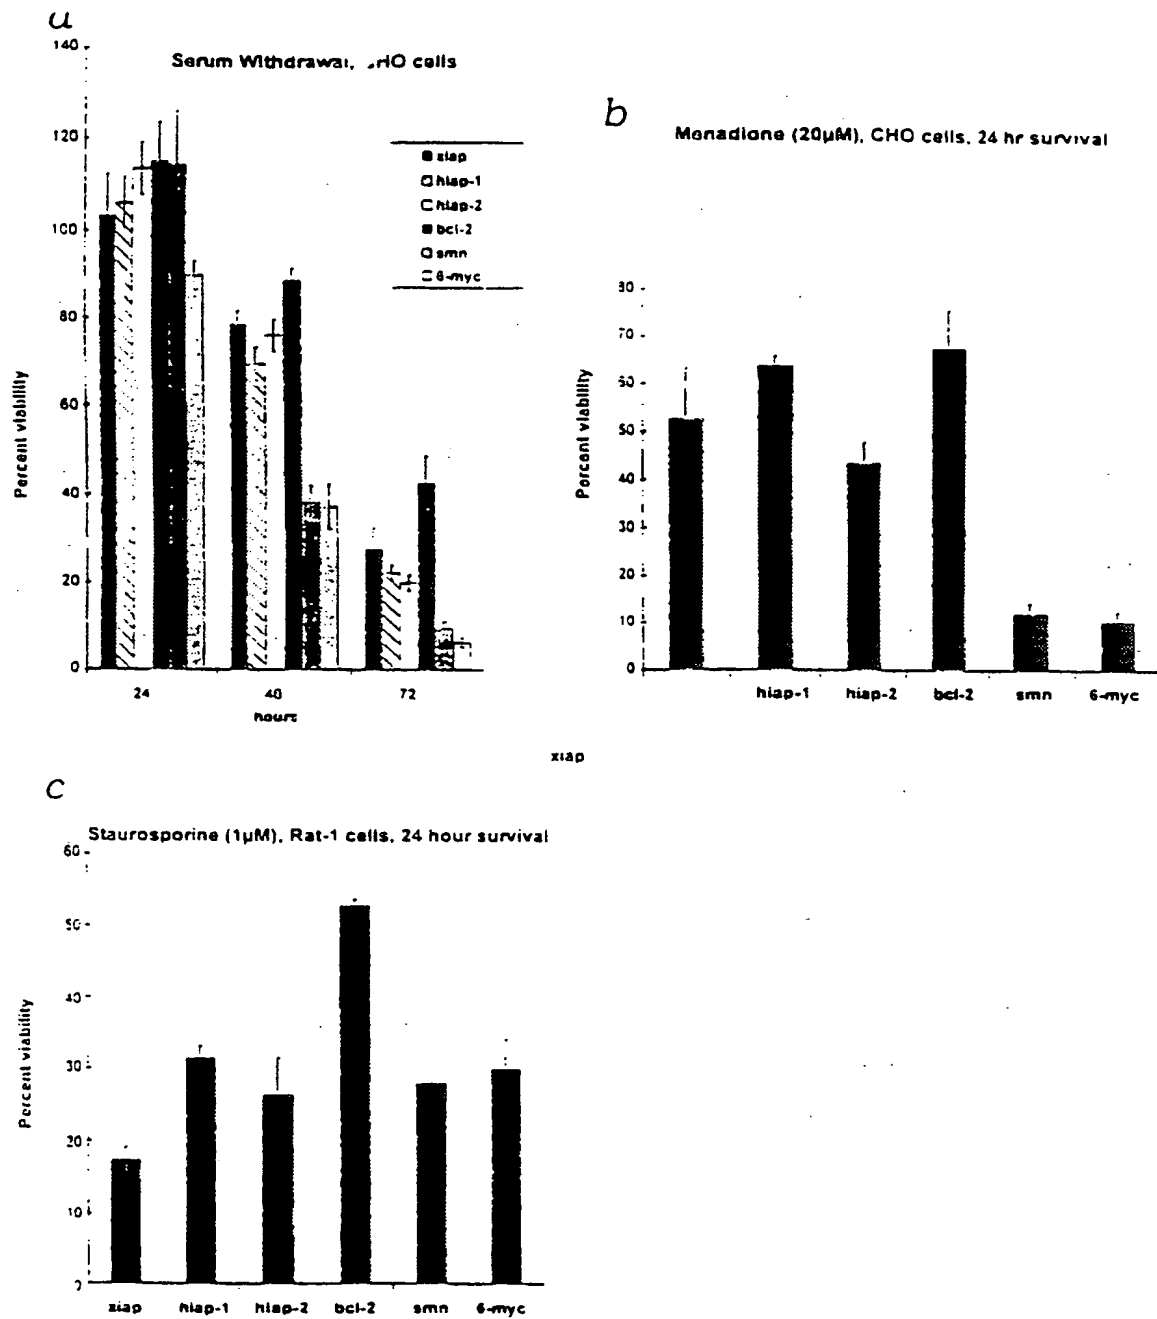 a
140
Serum Withdrawal, CHO cells
120
100
80
60
40
20
0
Percent viability
24 40 72
hours
xiap
hiap-1
hiap-2
bcl-2
smn
6-myc
b
Menadione (20µM), CHO cells, 24 hr survival
80
70
60
50
40
30
20
10
0
Percent viability
hiap-1 hiap-2 bcl-2 smn 6-myc
xiap
c
Staurosporine (1µM), Rat-1 cells, 24 hour survival
60
50
40
30
20
10
0
Percent viability
xiap hiap-1 hiap-2 bcl-2 smn 6-myc